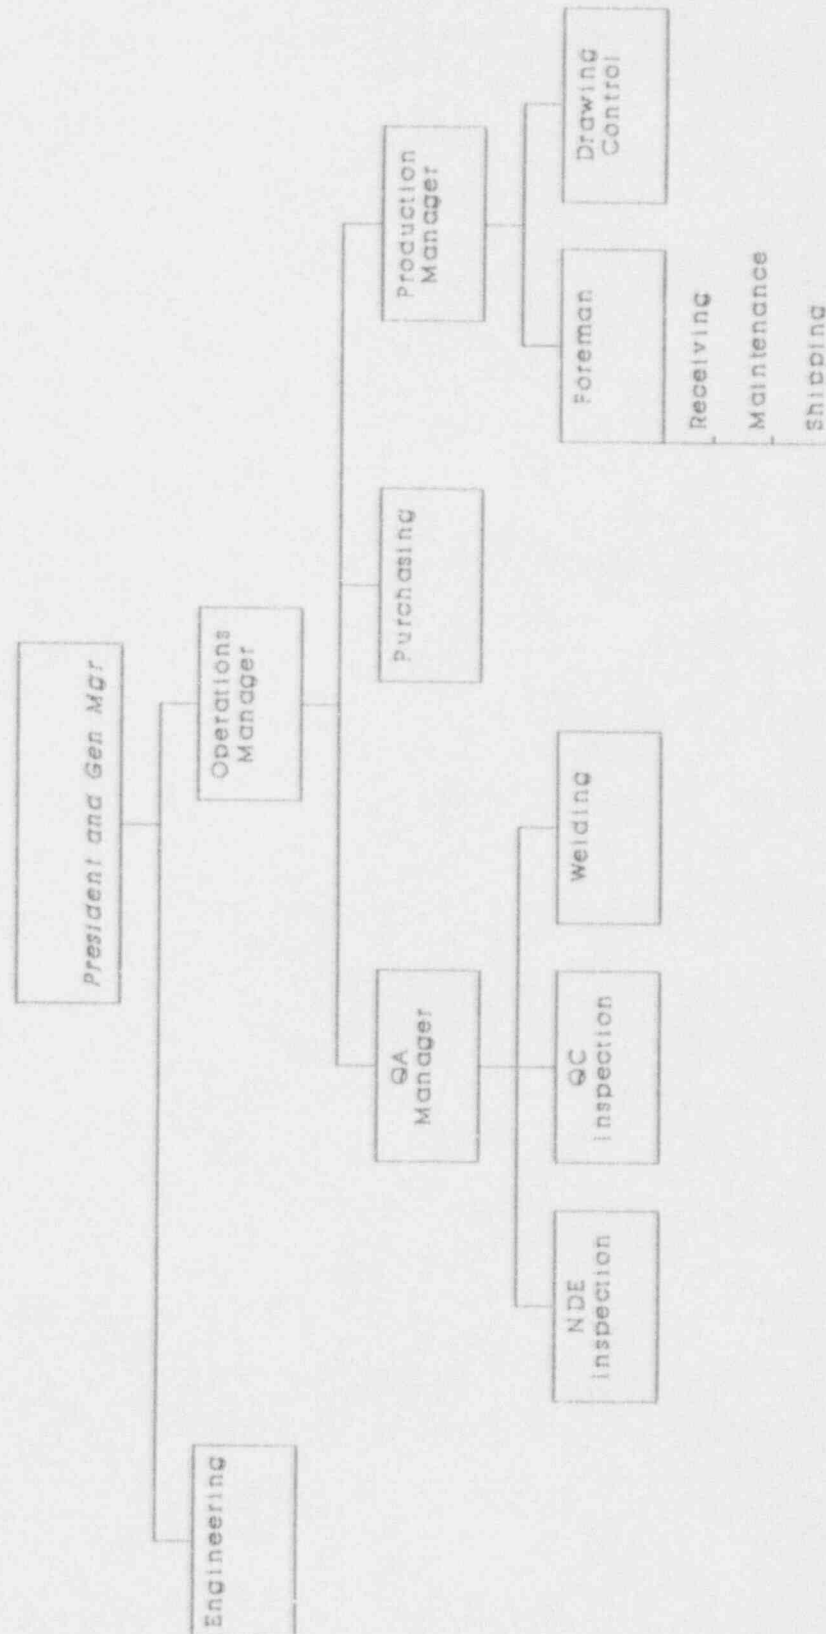 President and Gen Mgr
Engineering
Operations
Manager
QA
Manager
Purchasing
Production
Manager
NDE
inspection
QC
inspection
Welding
Foreman
Drawing
Control
Receiving
Maintenance
Shipping